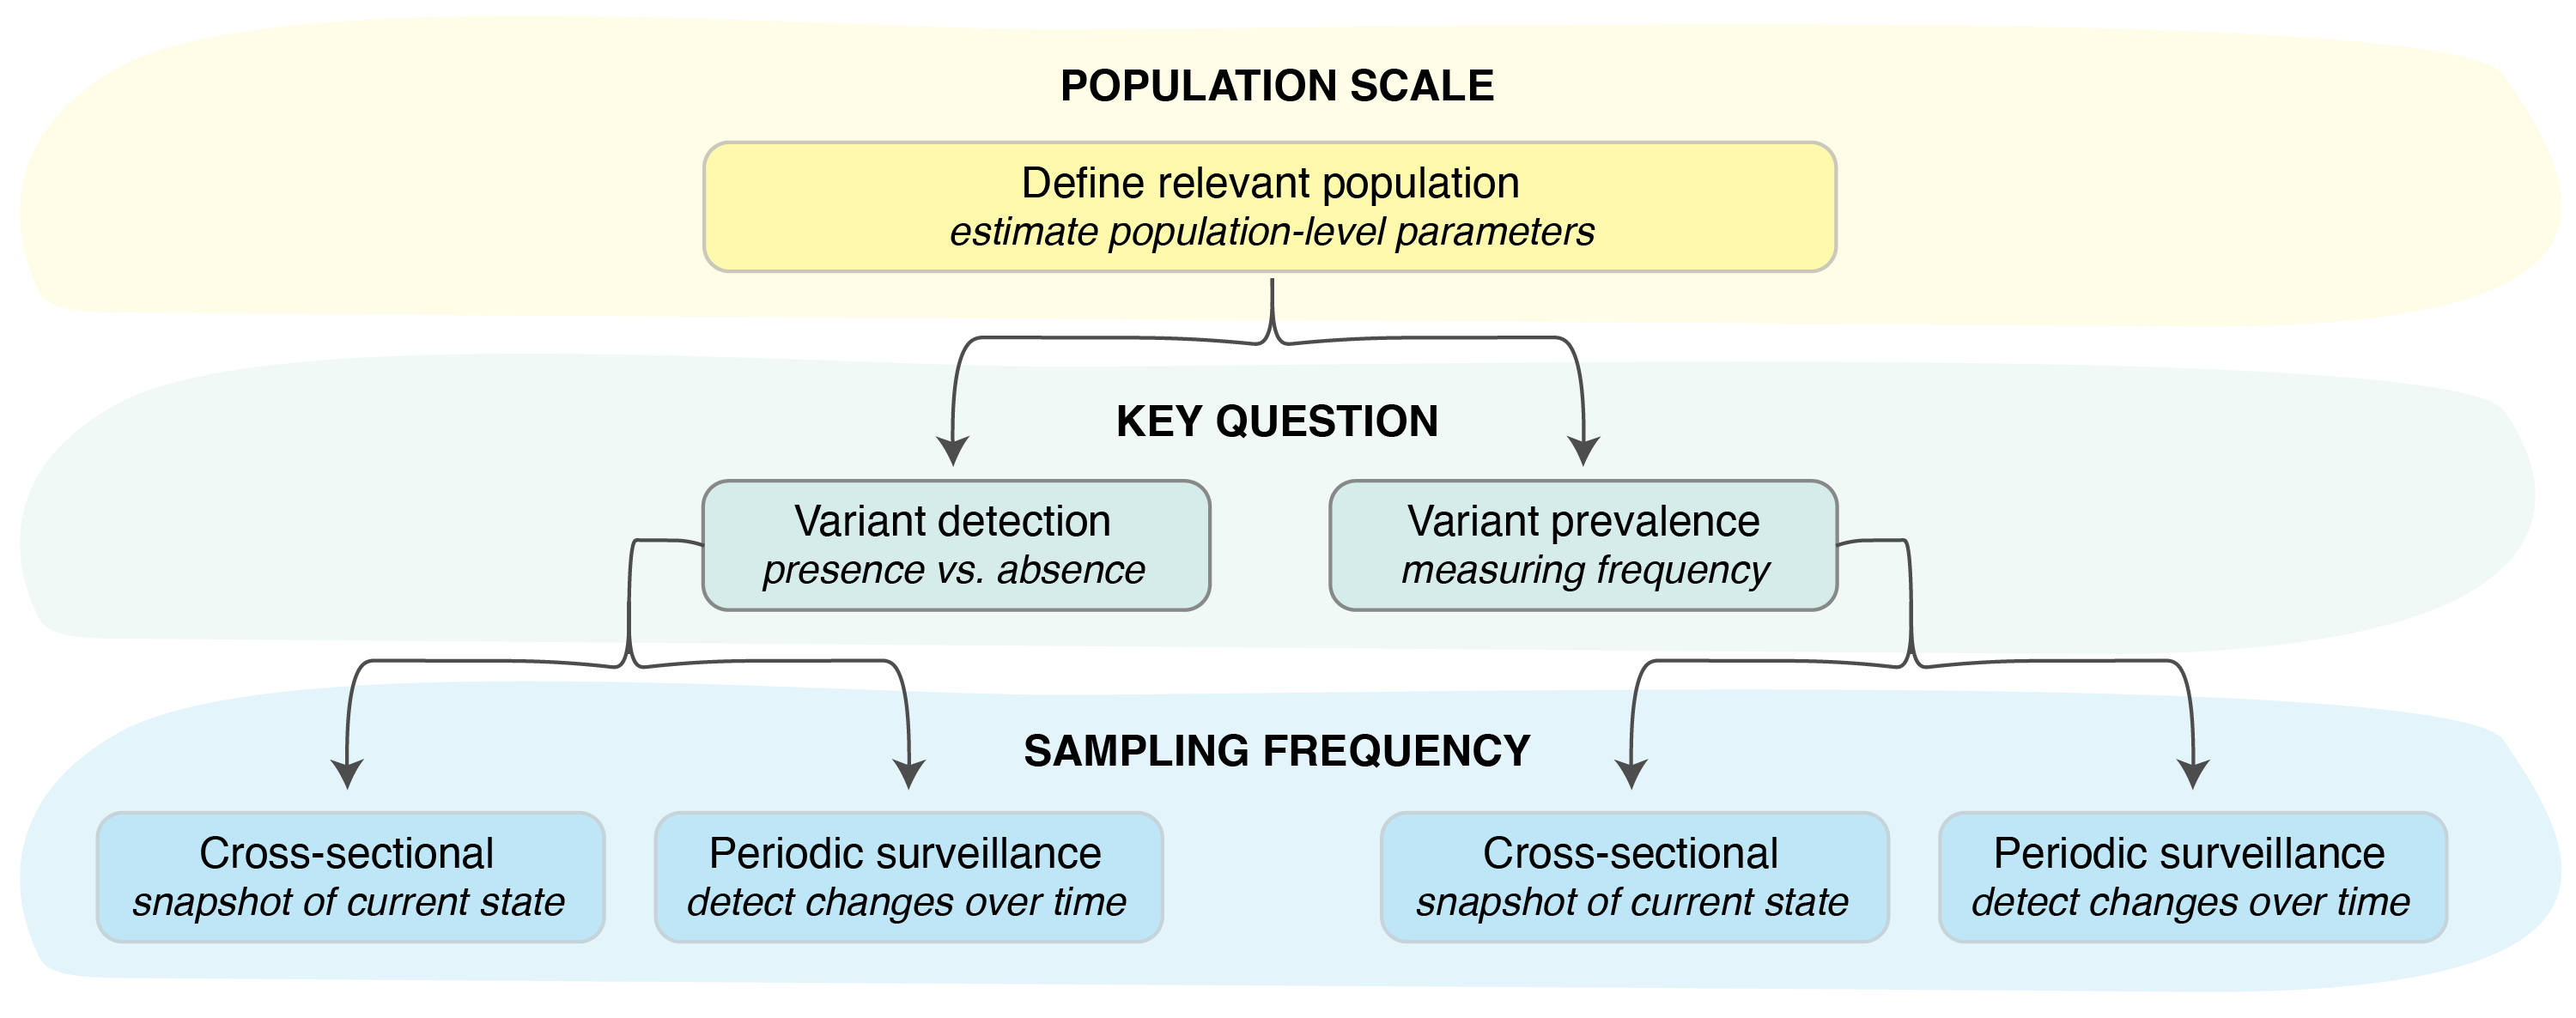 POPULATION SCALE
Define relevant population
estimate population-level parameters
KEY QUESTION
Variant detection
presence vs. absence
Variant prevalence
measuring frequency
SAMPLING FREQUENCY
Cross-sectional
snapshot of current state
Periodic surveillance
detect changes over time
Cross-sectional
snapshot of current state
Periodic surveillance
detect changes over time